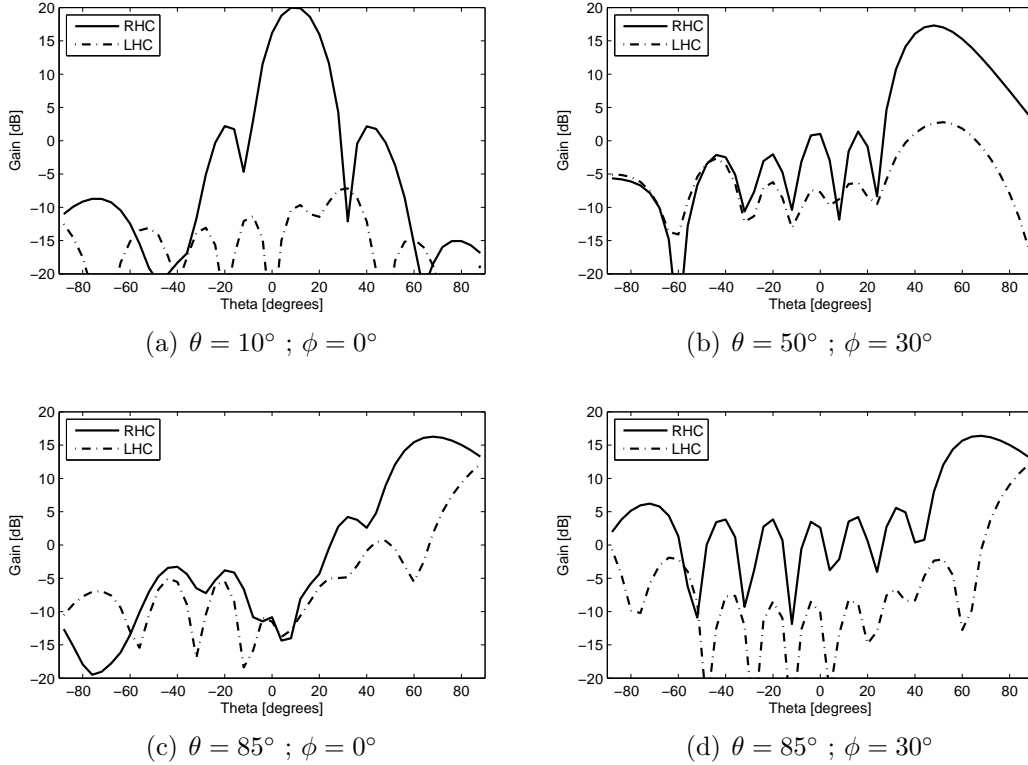 20
15
10
5
0
−5
−10
−15
−20
Gain [dB]
RHC
LHC
−80 −60 −40 −20 0 20 40 60 80
Theta [degrees]
(a) θ = 10° ; ϕ = 0°
20
15
10
5
0
−5
−10
−15
−20
Gain [dB]
RHC
LHC
−80 −60 −40 −20 0 20 40 60 80
Theta [degrees]
(b) θ = 50° ; ϕ = 30°
20
15
10
5
0
−5
−10
−15
−20
Gain [dB]
RHC
LHC
−80 −60 −40 −20 0 20 40 60 80
Theta [degrees]
(c) θ = 85° ; ϕ = 0°
20
15
10
5
0
−5
−10
−15
−20
Gain [dB]
RHC
LHC
−80 −60 −40 −20 0 20 40 60 80
Theta [degrees]
(d) θ = 85° ; ϕ = 30°